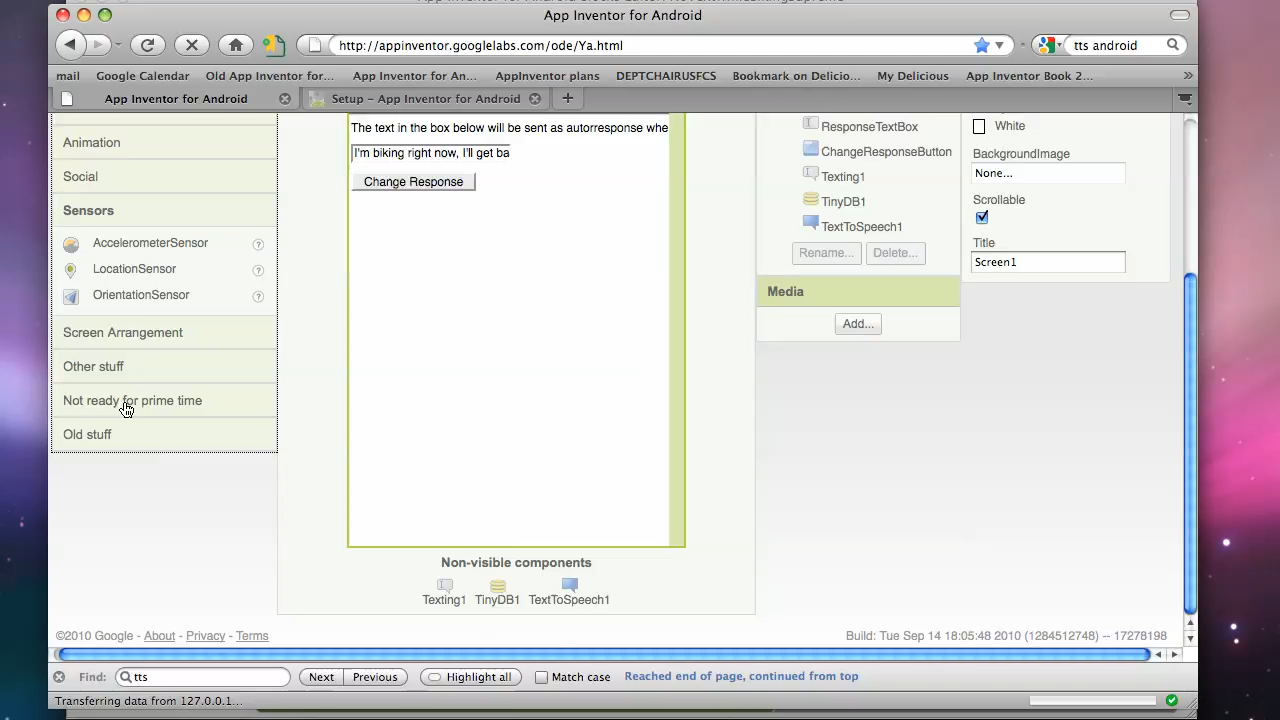 App Inventor for Android
http://appinventor.googlelabs.com/ode/Ya.html
tts android
mail Google Calendar Old App Inventor for... App Inventor for An... AppInventor plans DEPTCHAIRUSFCS Bookmark on Delicio... My Delicious App Inventor Book 2... »
App Inventor for Android
Setup – App Inventor for Android
Animation
Social
Sensors
AccelerometerSensor ?
LocationSensor ?
OrientationSensor ?
Screen Arrangement
Other stuff
Not ready for prime time
Old stuff
The text in the box below will be sent as autorresponse whe
I'm biking right now, I'll get ba
Change Response
Non-visible components
Texting1 TinyDB1 TextToSpeech1
ResponseTextBox
ChangeResponseButton
Texting1
TinyDB1
TextToSpeech1
Rename... Delete...
Media
Add...
White
BackgroundImage
None...
Scrollable
Title
Screen1
©2010 Google - About - Privacy - Terms
Build: Tue Sep 14 18:05:48 2010 (1284512748) -- 17278198
Find: tts Next Previous Highlight all Match case Reached end of page, continued from top
Transferring data from 127.0.0.1...